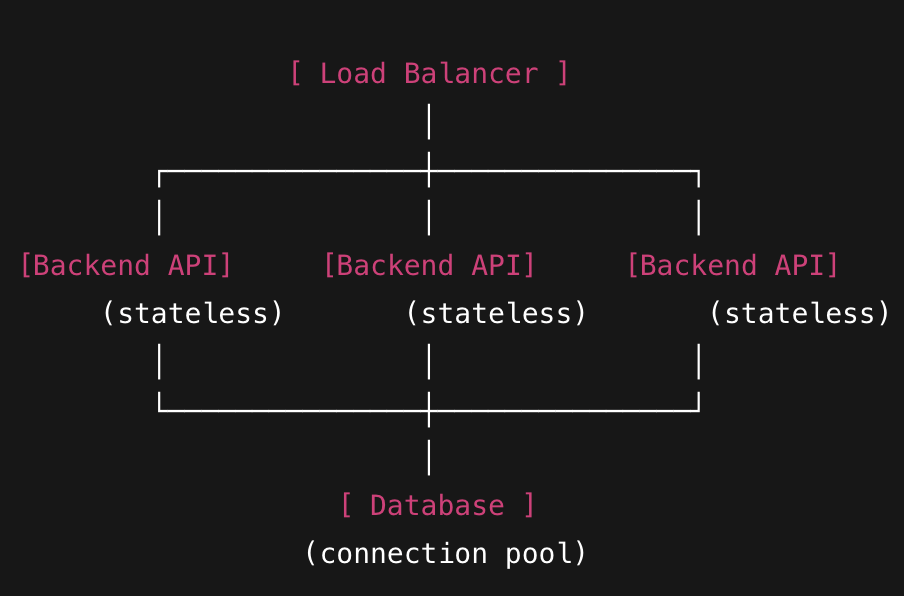 [ Load Balancer ]
[Backend API] [Backend API] [Backend API]
(stateless) (stateless) (stateless)
[ Database ]
(connection pool)